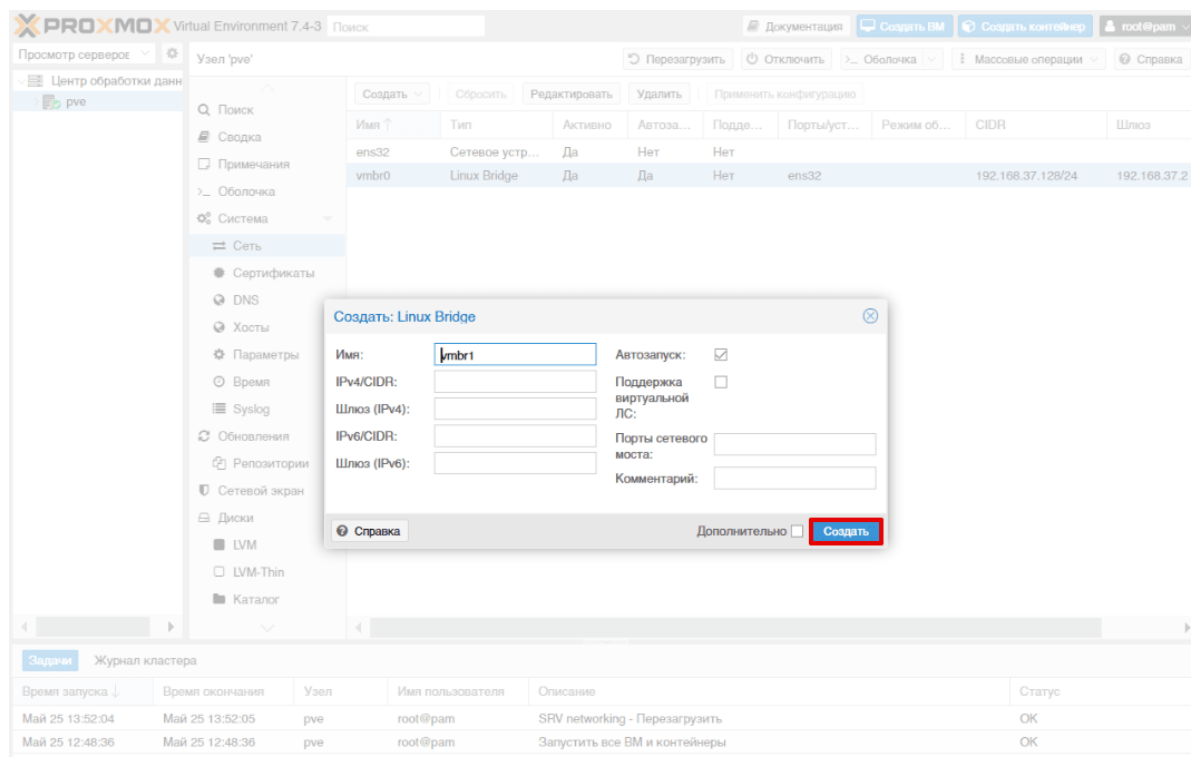 PROXMOX Virtual Environment 7.4-3 Поиск Документация Создать ВМ Создать контейнер root@pam
Просмотр серверов Узел 'pve' Перезагрузить Отключить Оболочка Массовые операции Справка
Центр обработки данн
pve
Поиск
Сводка
Примечания
Оболочка
Система
Сеть
Сертификаты
DNS
Хосты
Параметры
Время
Syslog
Обновления
Репозитории
Сетевой экран
Диски
LVM
LVM-Thin
Каталог
Создать Сбросить Редактировать Удалить Применить конфигурацию
Имя ↑ Тип Активно Автоза... Подде... Порты/уст... Режим об... CIDR Шлюз
ens32 Сетевое устр... Да Нет Нет
vmbr0 Linux Bridge Да Да Нет ens32 192.168.37.128/24 192.168.37.2
Создать: Linux Bridge
Имя: vmbr1
IPv4/CIDR:
Шлюз (IPv4):
IPv6/CIDR:
Шлюз (IPv6):
Автозапуск:
Поддержка
виртуальной
ЛС:
Порты сетевого
моста:
Комментарий:
Справка Дополнительно Создать
Задачи Журнал кластера
Время запуска ↓ Время окончания Узел Имя пользователя Описание Статус
Май 25 13:52:04 Май 25 13:52:05 pve root@pam SRV networking - Перезагрузить OK
Май 25 12:48:36 Май 25 12:48:36 pve root@pam Запустить все ВМ и контейнеры OK